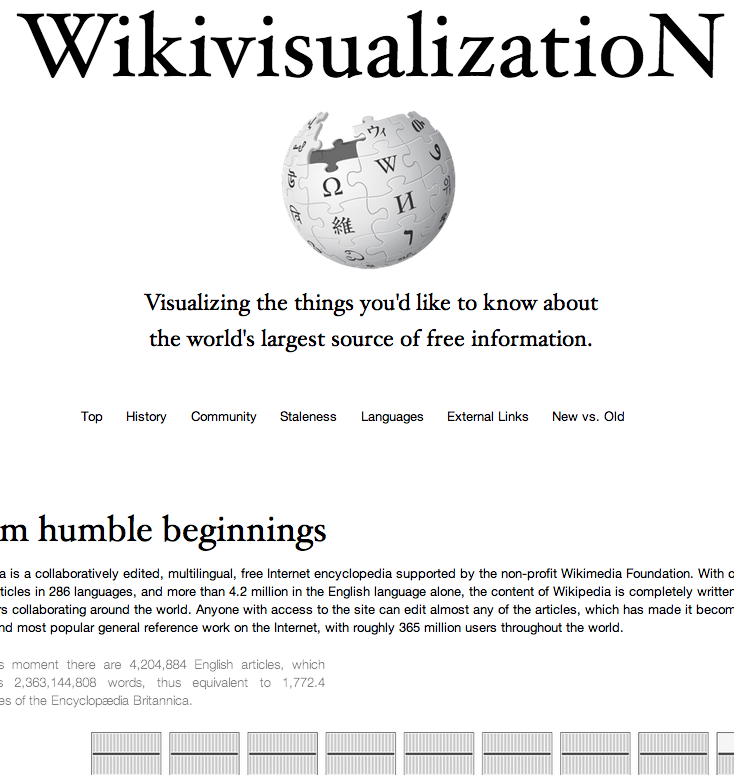 WikivisualizatioN
ウィ
W
Ω
И
維
Visualizing the things you'd like to know about
the world's largest source of free information.
Top History Community Staleness Languages External Links New vs. Old
m humble beginnings
a is a collaboratively edited, multilingual, free Internet encyclopedia supported by the non-profit Wikimedia Foundation. With o
ticles in 286 languages, and more than 4.2 million in the English language alone, the content of Wikipedia is completely written
rs collaborating around the world. Anyone with access to the site can edit almost any of the articles, which has made it becom
nd most popular general reference work on the Internet, with roughly 365 million users throughout the world.
s moment there are 4,204,884 English articles, which
s 2,363,144,808 words, thus equivalent to 1,772.4
es of the Encyclopædia Britannica.